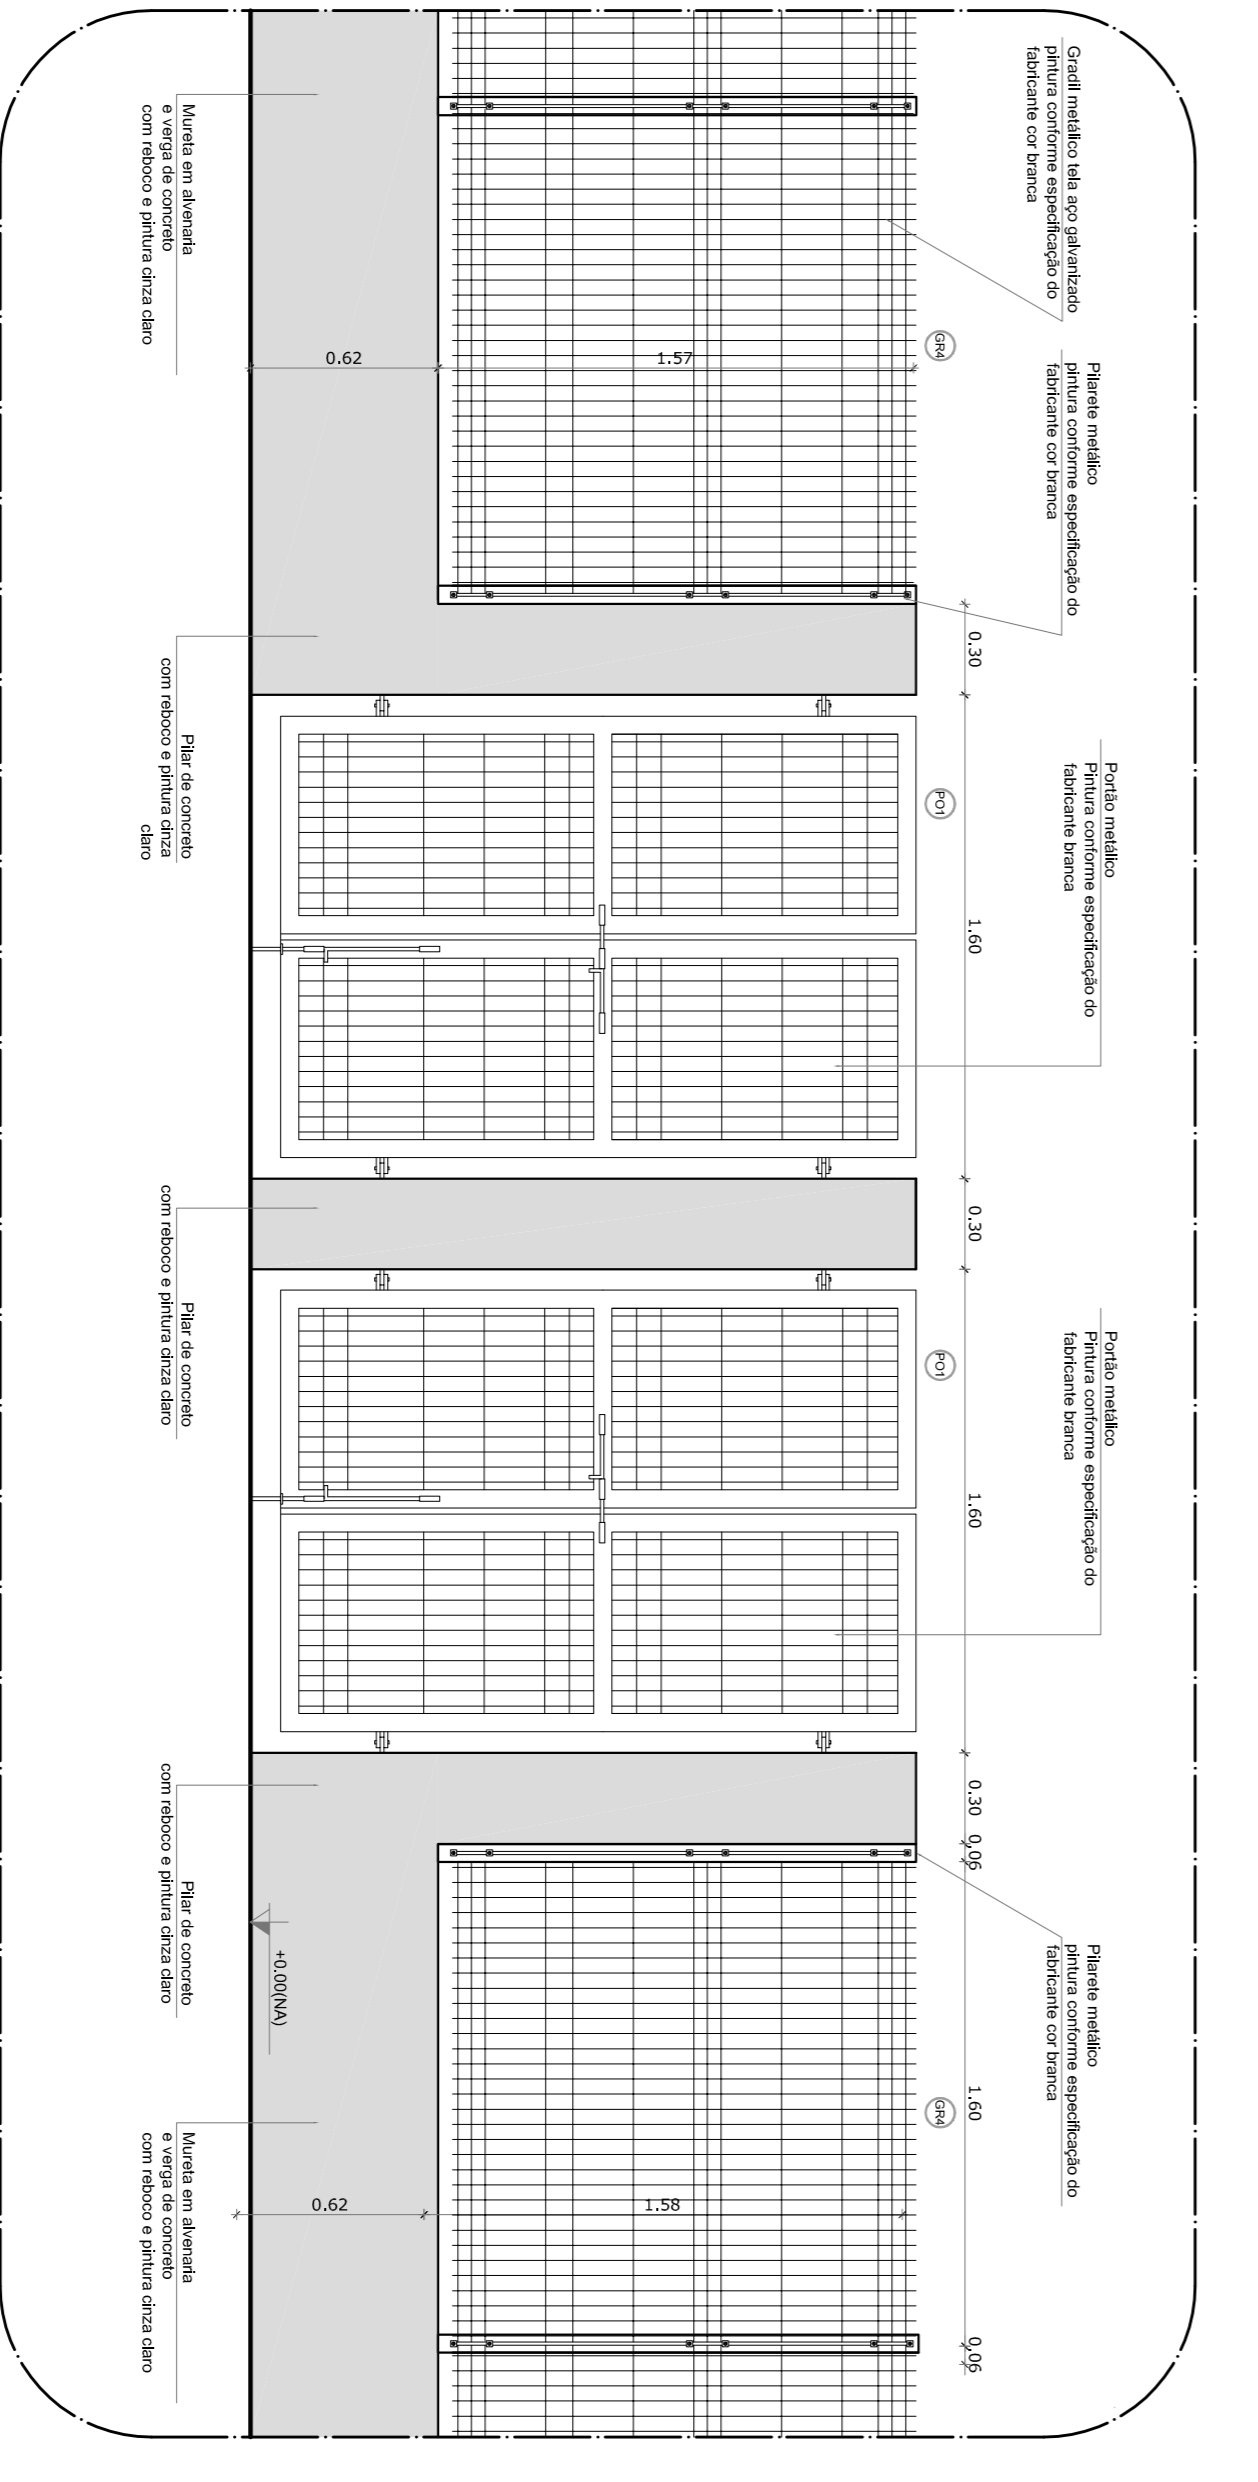 Gradil metálico tela aço galvanizado
pintura conforme especificação do
fabricante cor branca
Pilarete metálico
pintura conforme especificação do
fabricante cor branca
Portão metálico
Pintura conforme especificação do
fabricante branca
Portão metálico
Pintura conforme especificação do
fabricante branca
Pilarete metálico
pintura conforme especificação do
fabricante cor branca
0.30
1.60
0.30
1.60
0.30
0,06
1.60
0,06
GR4
PO1
PO1
GR4
1.57
0.62
1.58
0.62
+0.00(NA)
Mureta em alvenaria
e verga de concreto
com reboco e pintura cinza claro
Pilar de concreto
com reboco e pintura cinza
claro
Pilar de concreto
com reboco e pintura cinza claro
Pilar de concreto
com reboco e pintura cinza claro
Mureta em alvenaria
e verga de concreto
com reboco e pintura cinza claro